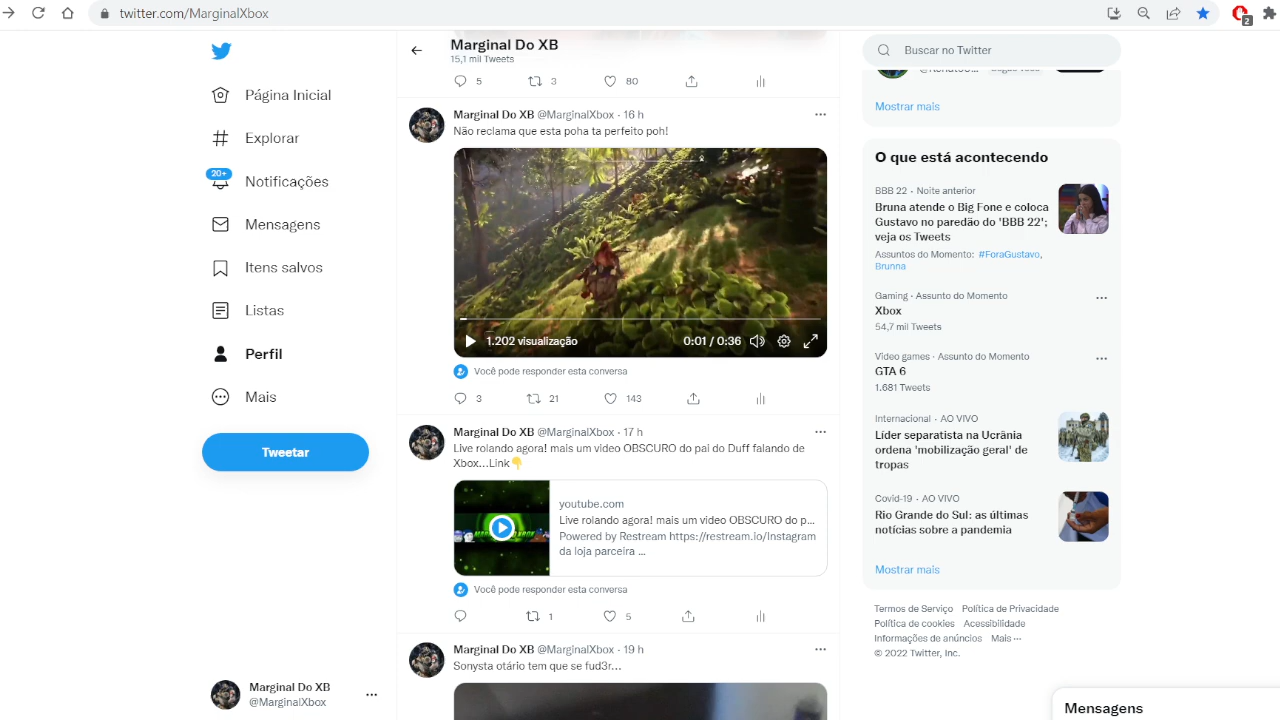 twitter.com/MarginalXbox
2
Página Inicial
Explorar
20+
Notificações
Mensagens
Itens salvos
Listas
Perfil
Mais
Tweetar
Marginal Do XB
@MarginalXbox
Marginal Do XB
15,1 mil Tweets
5 3 80
Marginal Do XB @MarginalXbox · 16 h
Não reclama que esta poha ta perfeito poh!
1.202 visualização 0:01 / 0:36
Você pode responder esta conversa
3 21 143
Marginal Do XB @MarginalXbox · 17 h
Live rolando agora! mais um video OBSCURO do pai do Duff falando de
Xbox...Link👇
youtube.com
Live rolando agora! mais um video OBSCURO do p...
Powered by Restream https://restream.io/Instagram
da loja parceira ...
Você pode responder esta conversa
1 5
Marginal Do XB @MarginalXbox · 19 h
Sonysta otário tem que se fud3r...
Buscar no Twitter
Mostrar mais
O que está acontecendo
BBB 22 · Noite anterior
Bruna atende o Big Fone e coloca
Gustavo no paredão do 'BBB 22';
veja os Tweets
Assuntos do Momento: #ForaGustavo,
Brunna
Gaming · Assunto do Momento
Xbox
54,7 mil Tweets
Video games · Assunto do Momento
GTA 6
1.681 Tweets
Internacional · AO VIVO
Líder separatista na Ucrânia
ordena 'mobilização geral' de
tropas
Covid-19 · AO VIVO
Rio Grande do Sul: as últimas
notícias sobre a pandemia
Mostrar mais
Termos de Serviço Política de Privacidade
Política de cookies Acessibilidade
Informações de anúncios Mais ···
© 2022 Twitter, Inc.
Mensagens